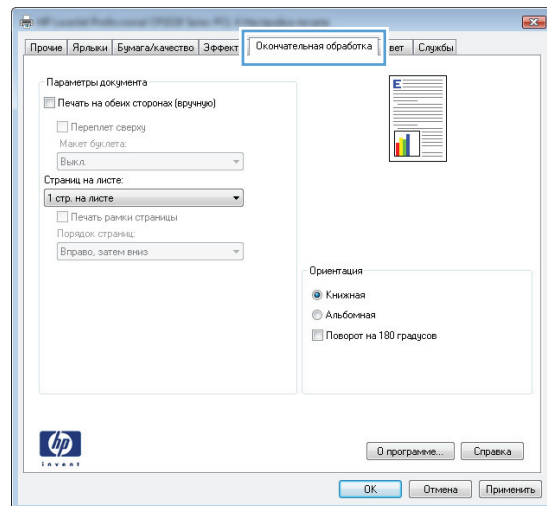 Прочие Ярлыки Бумага/качество Эффект Окончательная обработка вет Службы
Параметры документа
Печать на обеих сторонах (вручную)
Переплет сверху
Макет буклета:
Выкл.
Страниц на листе:
1 стр. на листе
Печать рамки страницы
Порядок страниц:
Вправо, затем вниз
E
Ориентация
Книжная
Альбомная
Поворот на 180 градусов
hp
invent
О программе... Справка
OK Отмена Применить